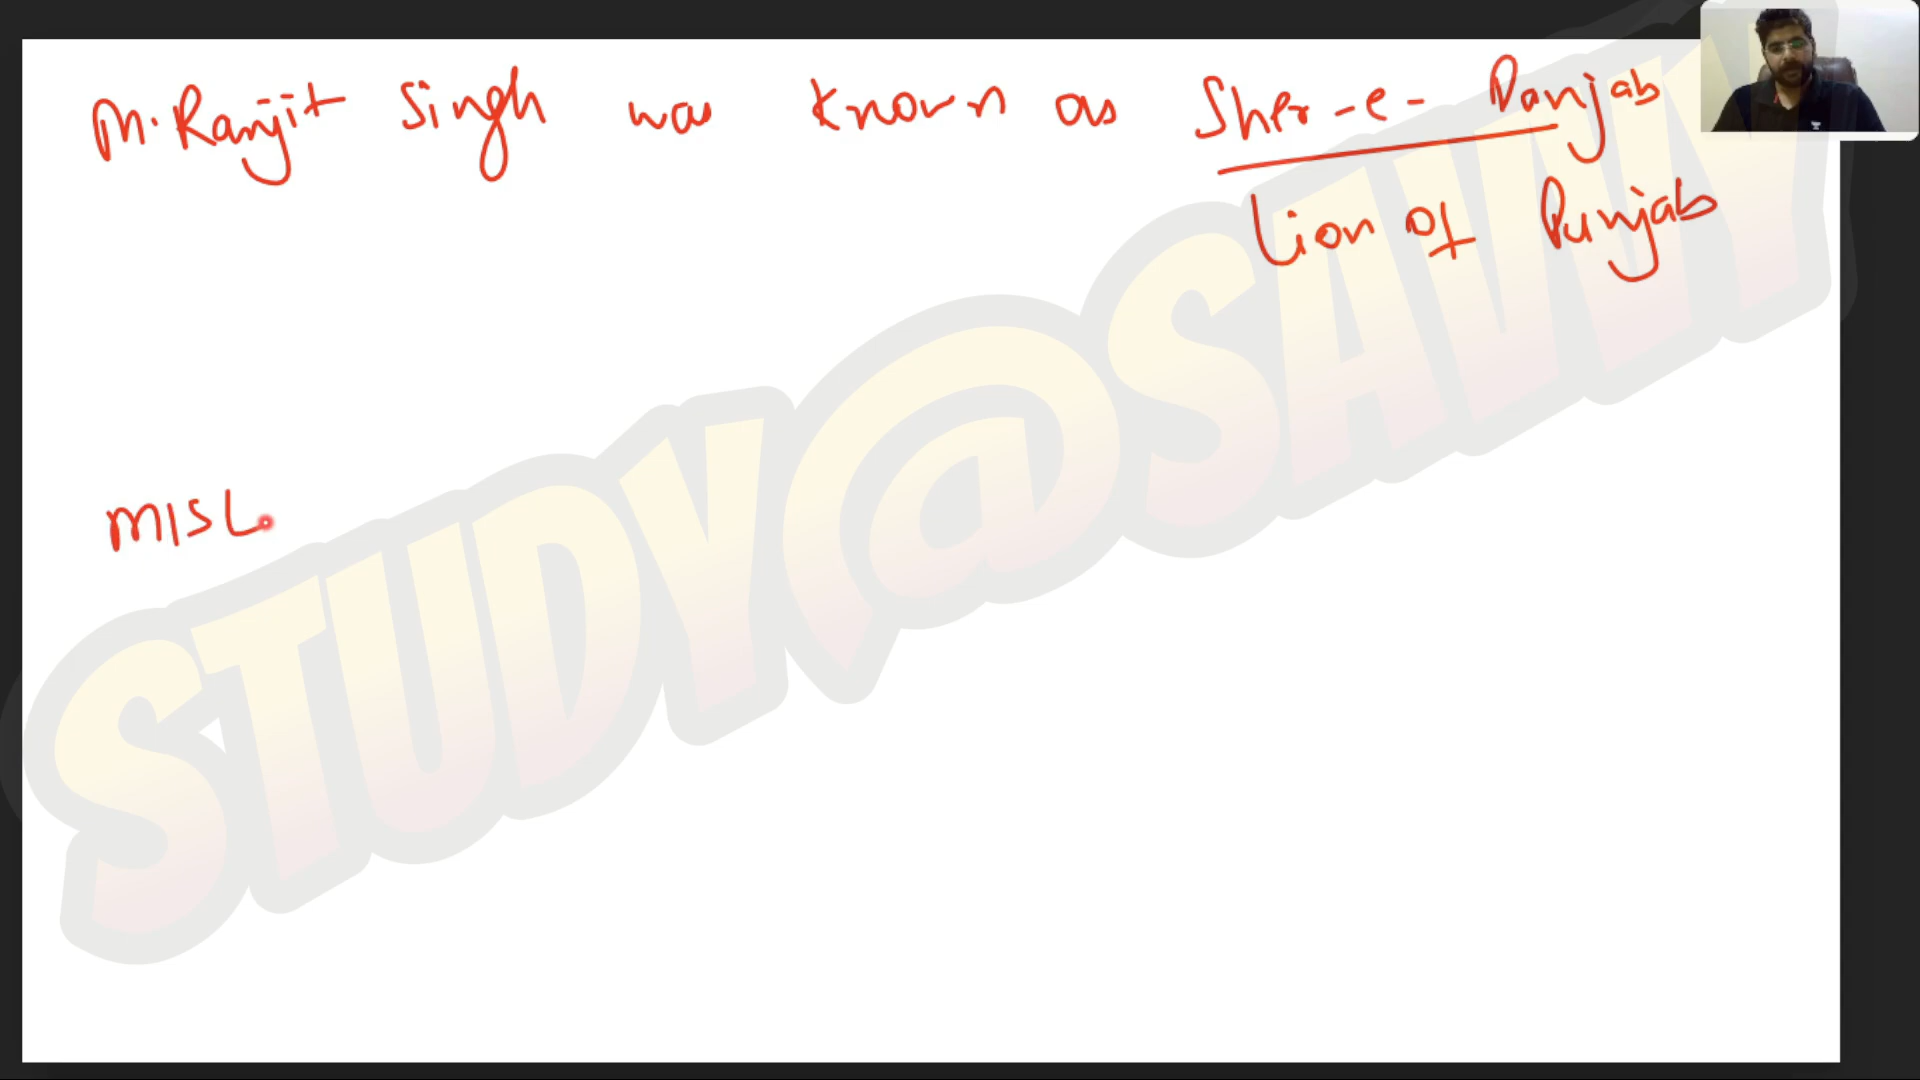 M. Ranjit Singh was known as Sher-e-Panjab
Lion of Punjab
MISL
STUDY@SAVVY